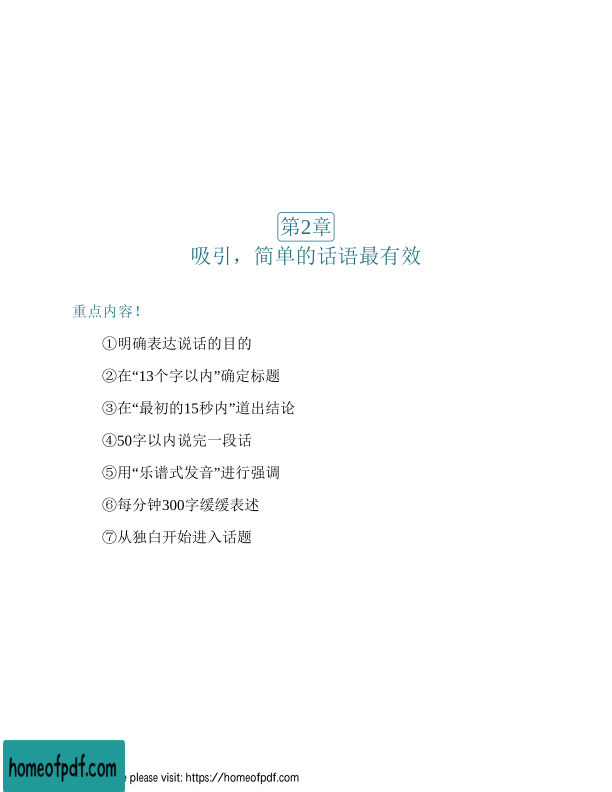 第2章
吸引，简单的话语最有效
重点内容！
①明确表达说话的目的
②在“13个字以内”确定标题
③在“最初的15秒内”道出结论
④50字以内说完一段话
⑤用“乐谱式发音”进行强调
⑥每分钟300字缓缓表述
⑦从独白开始进入话题
homeofpdf.com
please visit: https://homeofpdf.com